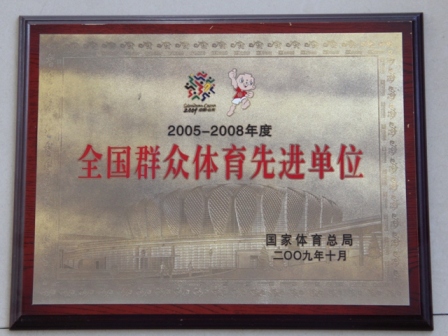 2005-2008年度
全国群众体育先进单位
国家体育总局
二〇〇九年十月